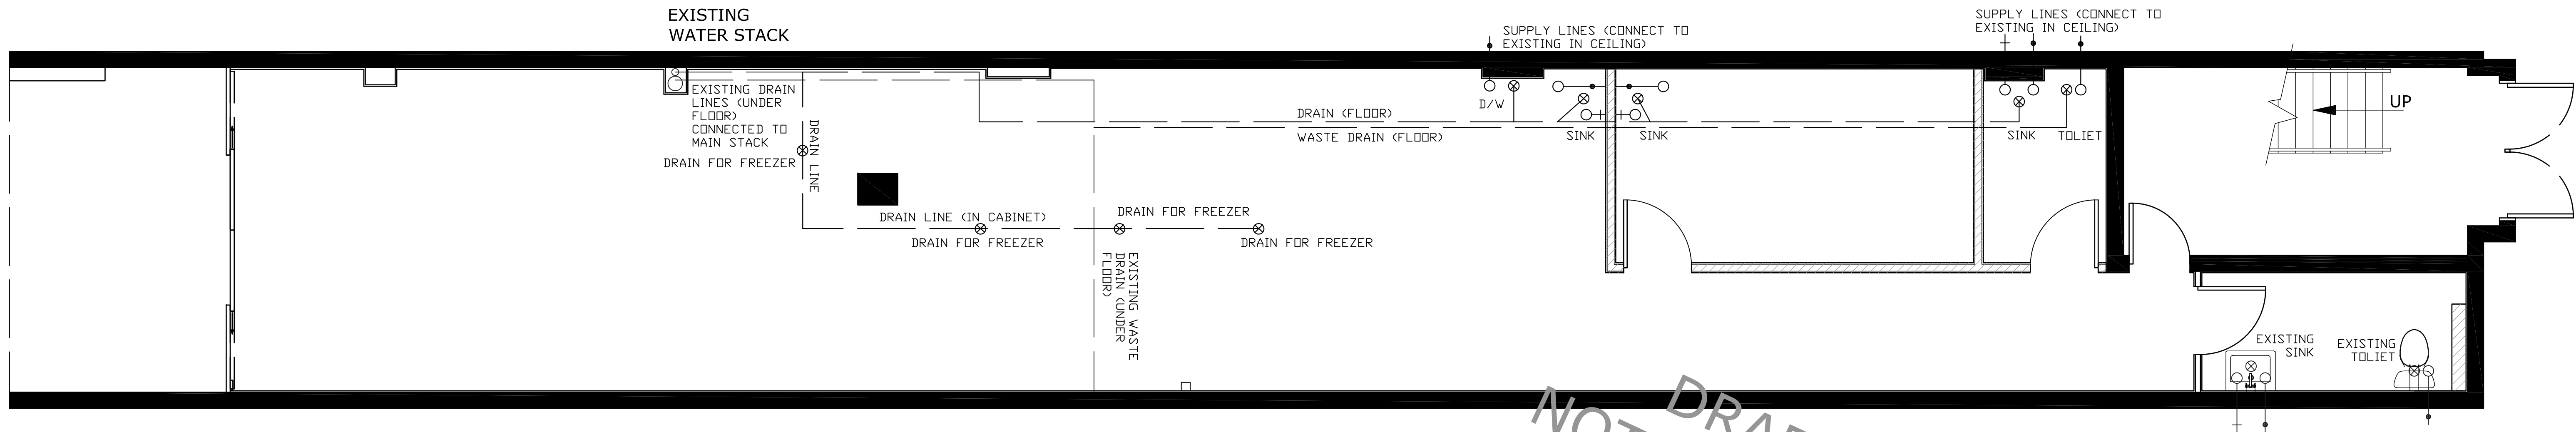 EXISTING
WATER STACK
SUPPLY LINES (CONNECT TO
EXISTING IN CEILING)
SUPPLY LINES (CONNECT TO
EXISTING IN CEILING)
EXISTING DRAIN
LINES (UNDER
FLOOR)
CONNECTED TO
MAIN STACK
DRAIN FOR FREEZER
DRAIN LINE
DRAIN LINE (IN CABINET)
DRAIN FOR FREEZER
DRAIN FOR FREEZER
DRAIN FOR FREEZER
EXISTING WASTE
DRAIN (UNDER
FLOOR)
DRAIN (FLOOR)
WASTE DRAIN (FLOOR)
D/W
SINK
SINK
SINK
TOLIET
UP
EXISTING
SINK
EXISTING
TOLIET